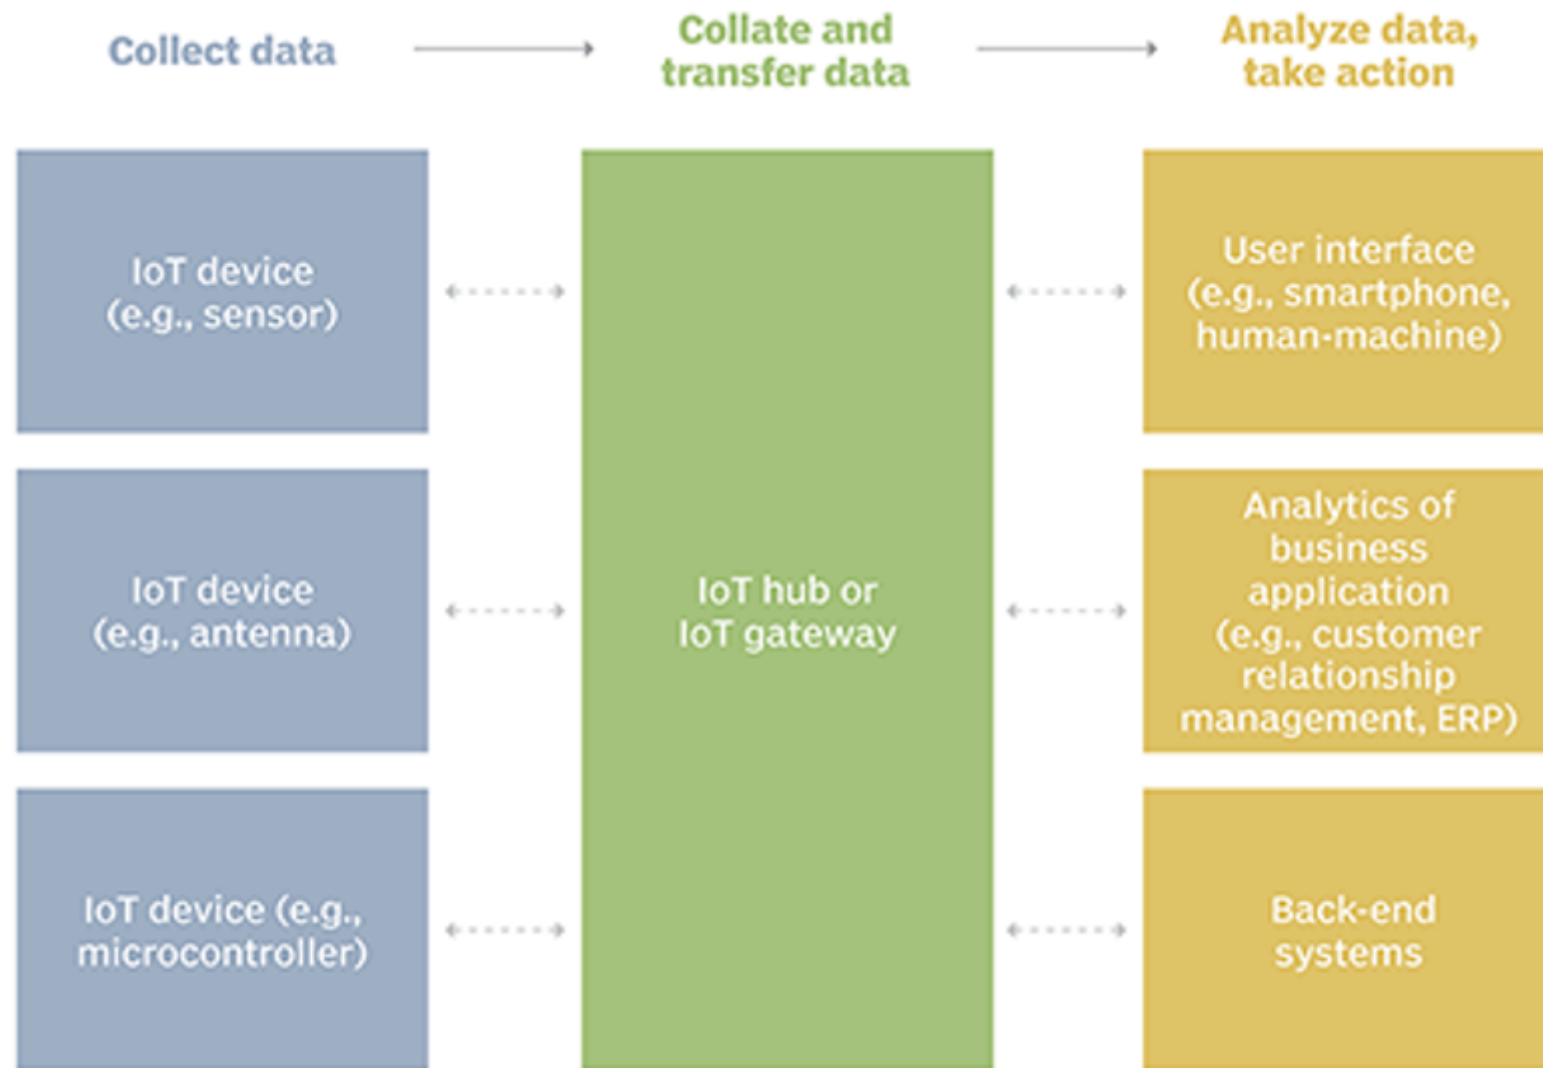 Collect data
Collate and
transfer data
Analyze data,
take action
IoT device
(e.g., sensor)
IoT device
(e.g., antenna)
IoT device (e.g.,
microcontroller)
IoT hub or
IoT gateway
User interface
(e.g., smartphone,
human-machine)
Analytics of
business
application
(e.g., customer
relationship
management, ERP)
Back-end
systems